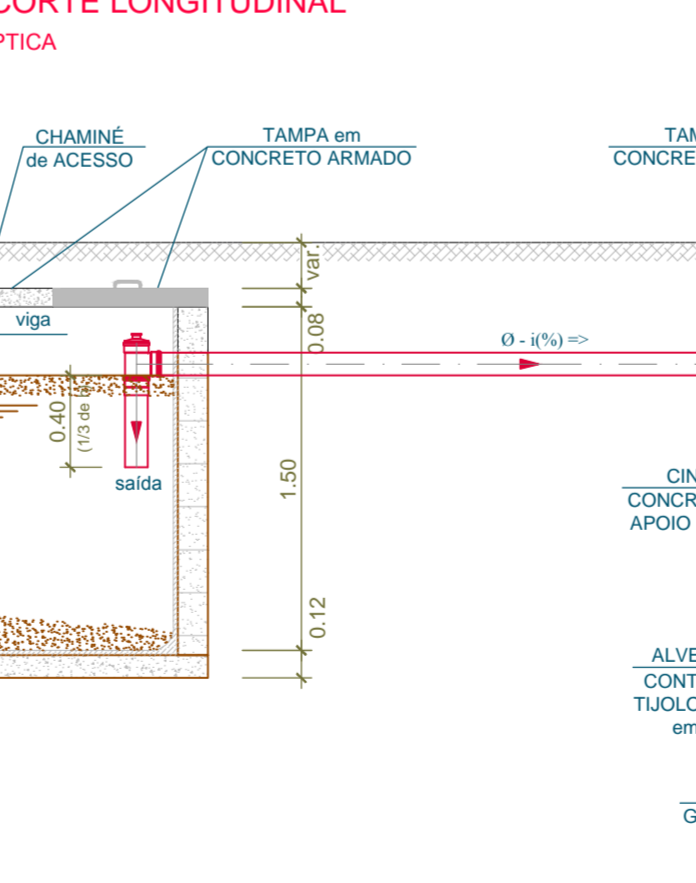 CORTE LONGITUDINAL
PTICA
CHAMINÉ
de ACESSO
TAMPA em
CONCRETO ARMADO
TAM
CONCRE
var.
viga
0.08
Ø - i(%) =>
0.40
(1/3 de
saída
1.50
CIN
CONCR
APOIO
0.12
ALVE
CONT
TIJOLO
em
G